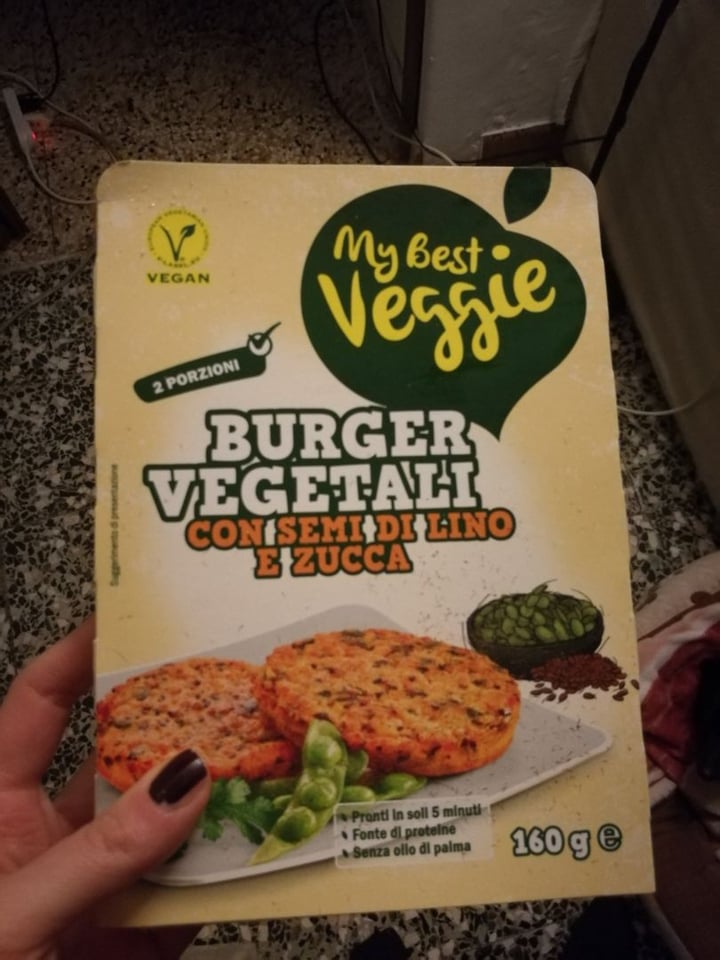 My Best
Veggie
VEGAN
2 PORZIONI
BURGER
VEGETALI
CON SEMI DI LINO
E ZUCCA
Suggerimento di presentazione
Pronti in soli 5 minuti
Fonte di proteine
Senza olio di palma
160 g e